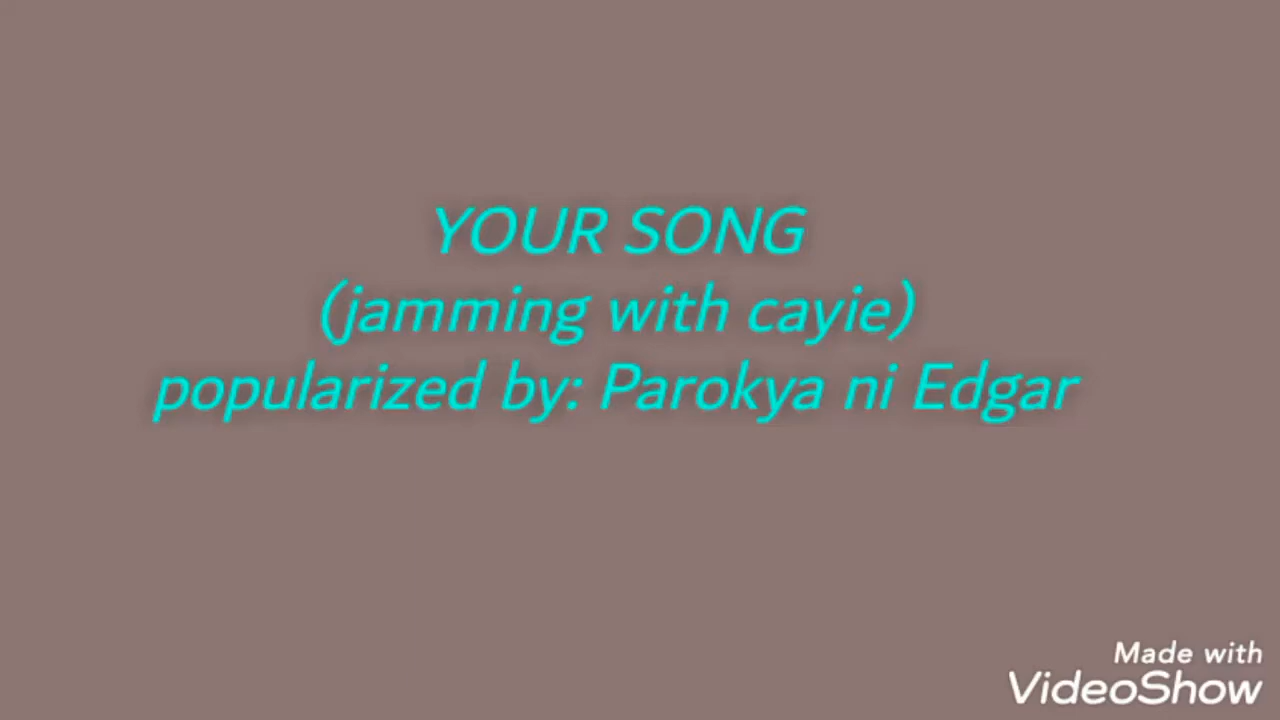 YOUR SONG
(jamming with cayie)
popularized by: Parokya ni Edgar
Made with
VideoShow